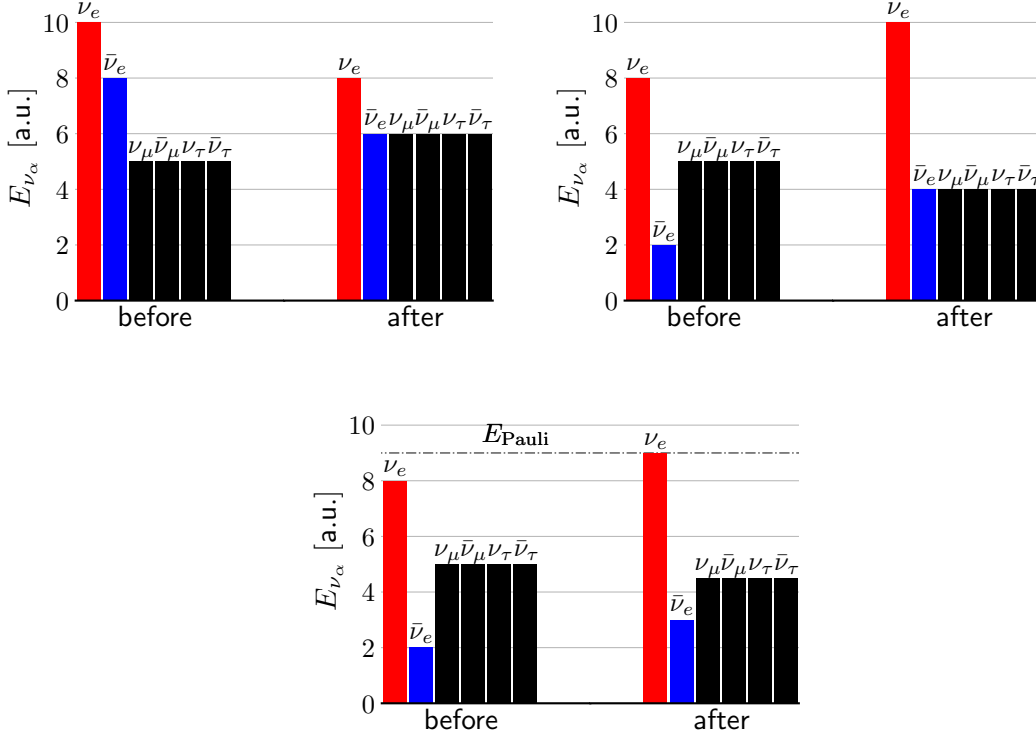 10
8
6
4
2
0
E_{ν_α} [a.u.]
ν_e
ν̄_e
ν_μ ν̄_μ ν_τ ν̄_τ
ν_e
ν̄_e ν_μ ν̄_μ ν_τ ν̄_τ
before
after
10
8
6
4
2
0
E_{ν_α} [a.u.]
ν_e
ν̄_e
ν_μ ν̄_μ ν_τ ν̄_τ
ν_e
ν̄_e ν_μ ν̄_μ ν_τ ν̄_τ
before
after
10
8
6
4
2
0
E_{ν_α} [a.u.]
E_Pauli
ν_e
ν̄_e
ν_μ ν̄_μ ν_τ ν̄_τ
ν_e
ν̄_e
ν_μ ν̄_μ ν_τ ν̄_τ
before
after